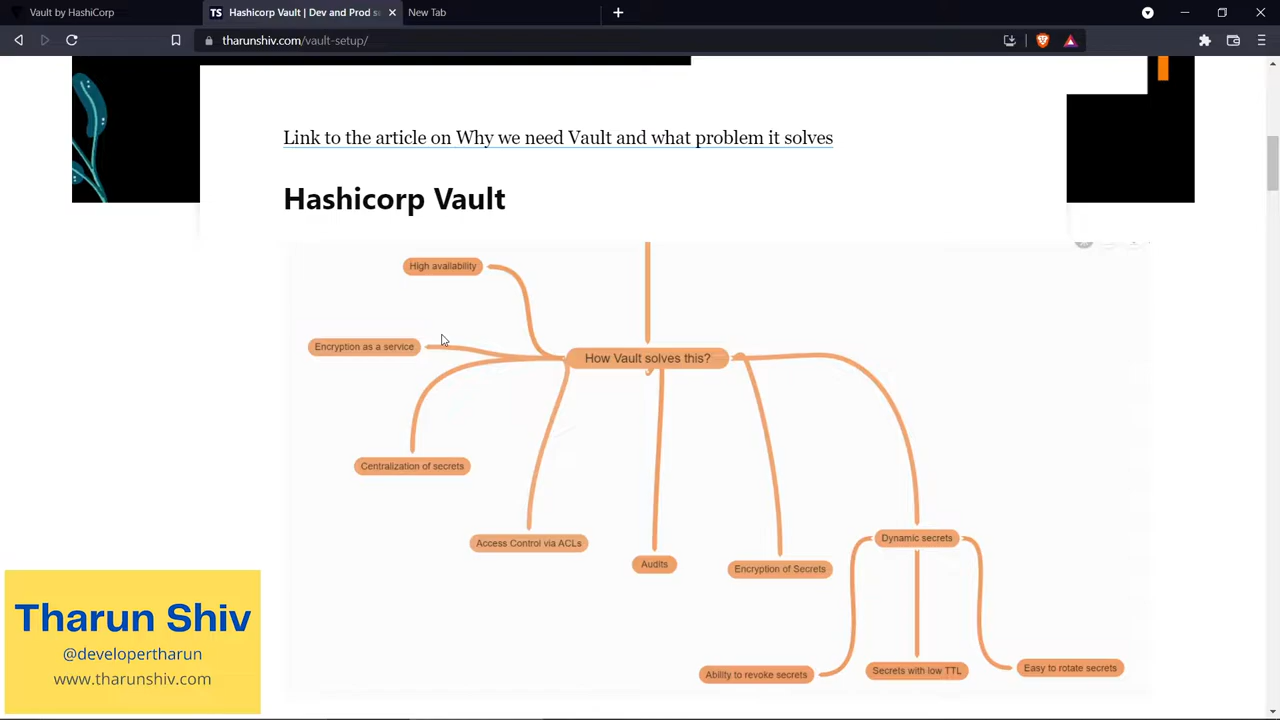 Vault by HashiCorp
TS Hashicorp Vault | Dev and Prod s
New Tab
tharunshiv.com/vault-setup/
Link to the article on Why we need Vault and what problem it solves
Hashicorp Vault
High availability
Encryption as a service
How Vault solves this?
Centralization of secrets
Access Control via ACLs
Audits
Encryption of Secrets
Dynamic secrets
Ability to revoke secrets
Secrets with low TTL
Easy to rotate secrets
Tharun Shiv
@developertharun
www.tharunshiv.com